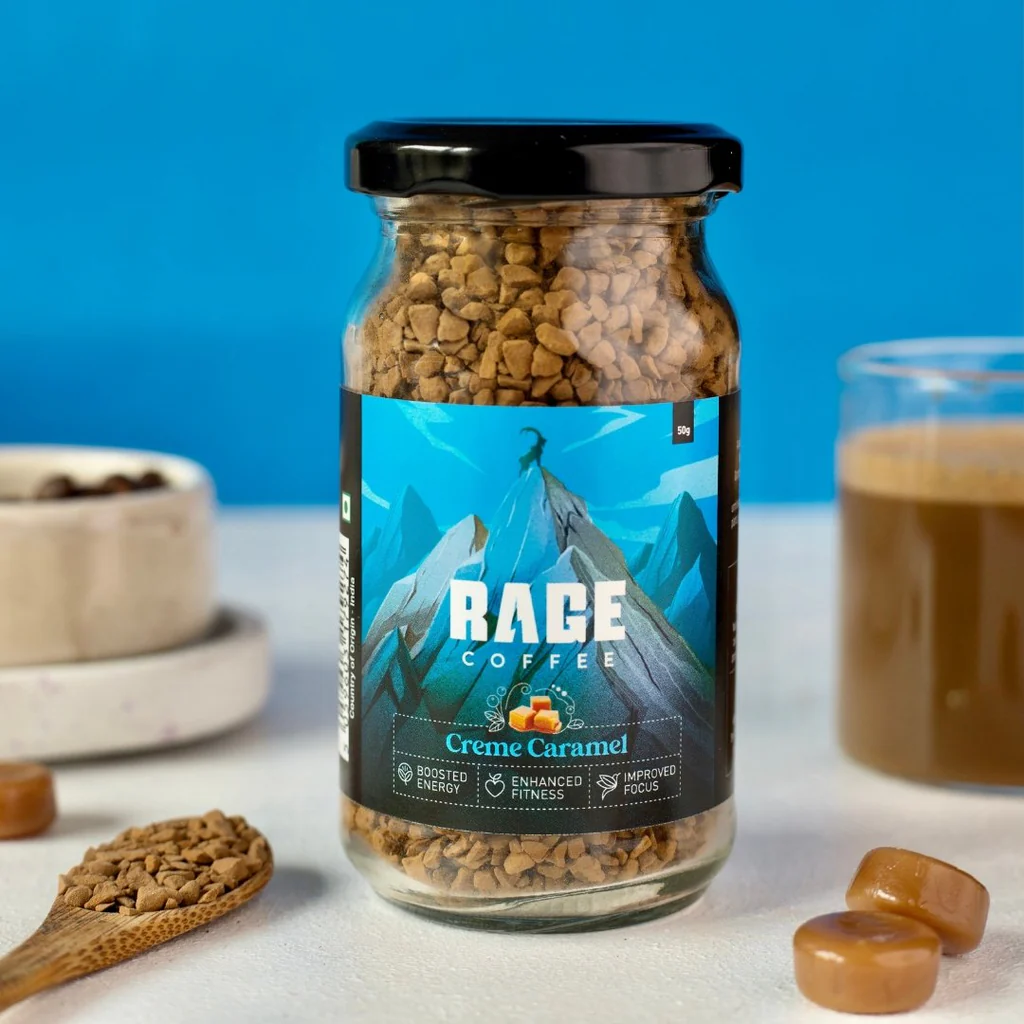 50g
RAGE
COFFEE
Creme Caramel
BOOSTED
ENERGY
ENHANCED
FITNESS
IMPROVED
FOCUS
Country of Origin - India